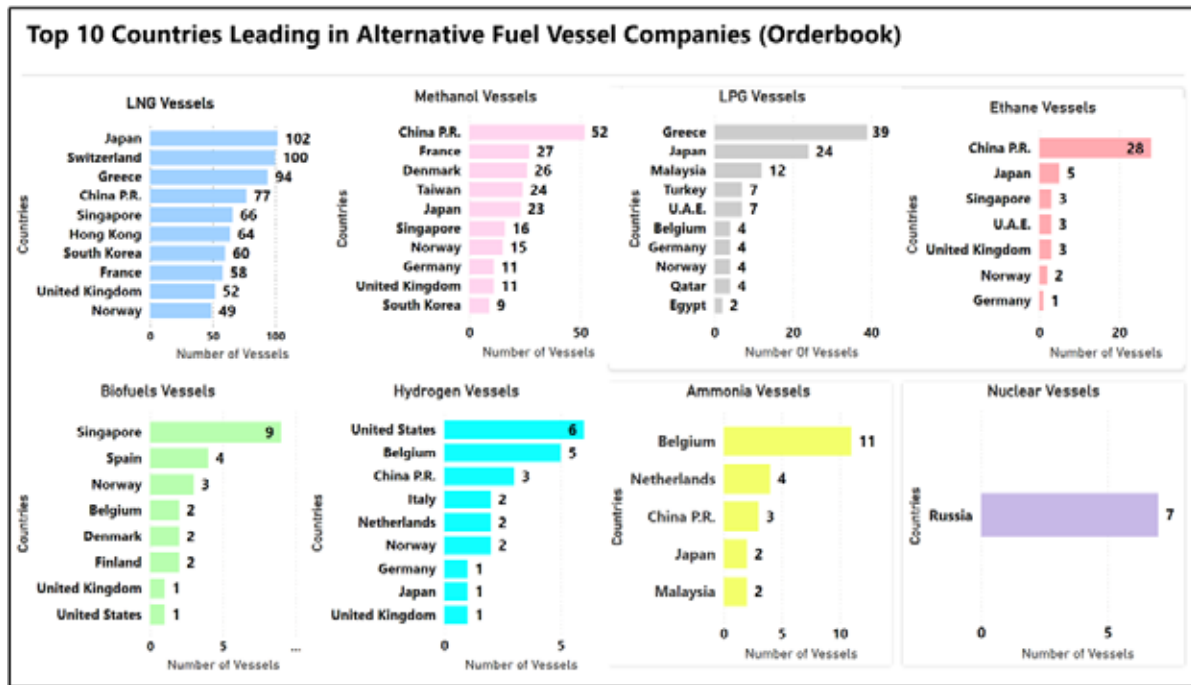 Top 10 Countries Leading in Alternative Fuel Vessel Companies (Orderbook)
LNG Vessels
Countries
Japan 102
Switzerland 100
Greece 94
China P.R. 77
Singapore 66
Hong Kong 64
South Korea 60
France 58
United Kingdom 52
Norway 49
0 50 100
Number of Vessels
Methanol Vessels
Countries
China P.R. 52
France 27
Denmark 26
Taiwan 24
Japan 23
Singapore 16
Norway 15
Germany 11
United Kingdom 11
South Korea 9
0 50
Number of Vessels
LPG Vessels
Countries
Greece 39
Japan 24
Malaysia 12
Turkey 7
U.A.E. 7
Belgium 4
Germany 4
Norway 4
Qatar 4
Egypt 2
0 20 40
Number Of Vessels
Ethane Vessels
Countries
China P.R. 28
Japan 5
Singapore 3
U.A.E. 3
United Kingdom 3
Norway 2
Germany 1
0 20
Number of Vessels
Biofuels Vessels
Countries
Singapore 9
Spain 4
Norway 3
Belgium 2
Denmark 2
Finland 2
United Kingdom 1
United States 1
0 5 ...
Number of Vessels
Hydrogen Vessels
Countries
United States 6
Belgium 5
China P.R. 3
Italy 2
Netherlands 2
Norway 2
Germany 1
Japan 1
United Kingdom 1
0 5
Number of Vessels
Ammonia Vessels
Countries
Belgium 11
Netherlands 4
China P.R. 3
Japan 2
Malaysia 2
0 5 10
Number of Vessels
Nuclear Vessels
Countries
Russia 7
0 5
Number of Vessels